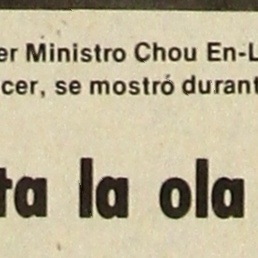 er Ministro Chou En-L
cer, se mostró durant
ta la ola